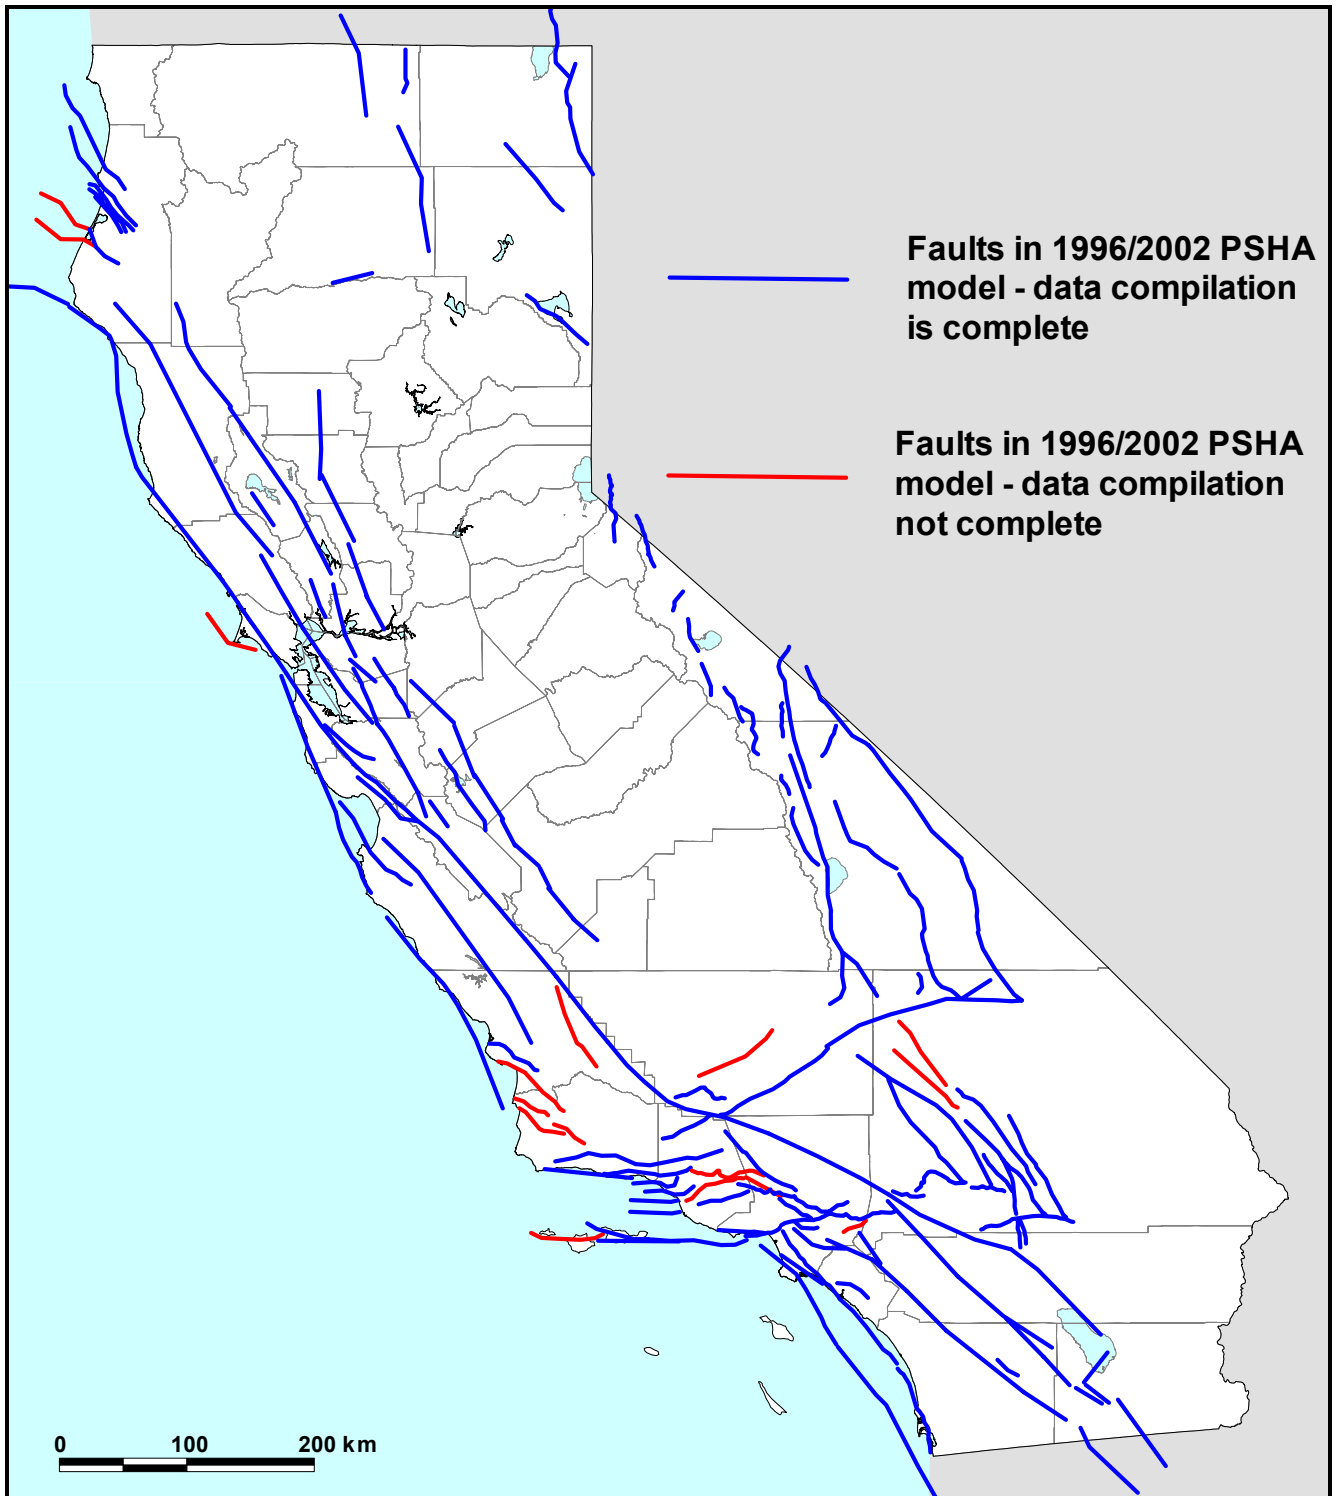 Faults in 1996/2002 PSHA
model - data compilation
is complete
Faults in 1996/2002 PSHA
model - data compilation
not complete
0 100 200 km